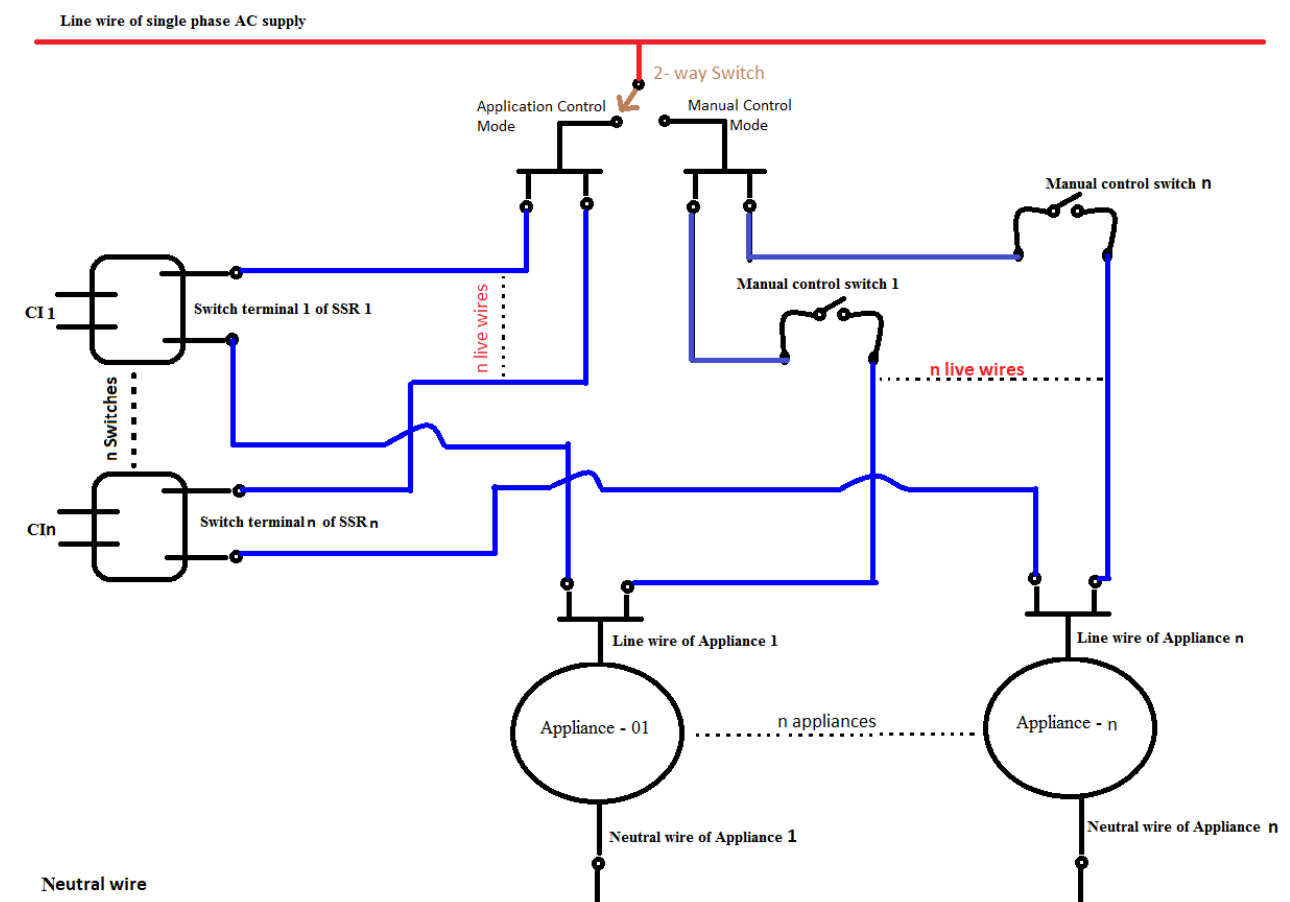 Line wire of single phase AC supply
2- way Switch
Application Control
Mode
Manual Control
Mode
Manual control switch n
Manual control switch 1
CI 1
Switch terminal 1 of SSR 1
n live wires
n live wires
n Switches
CIn
Switch terminal n of SSR n
Line wire of Appliance 1
Line wire of Appliance n
Appliance - 01
n appliances
Appliance - n
Neutral wire of Appliance 1
Neutral wire of Appliance n
Neutral wire